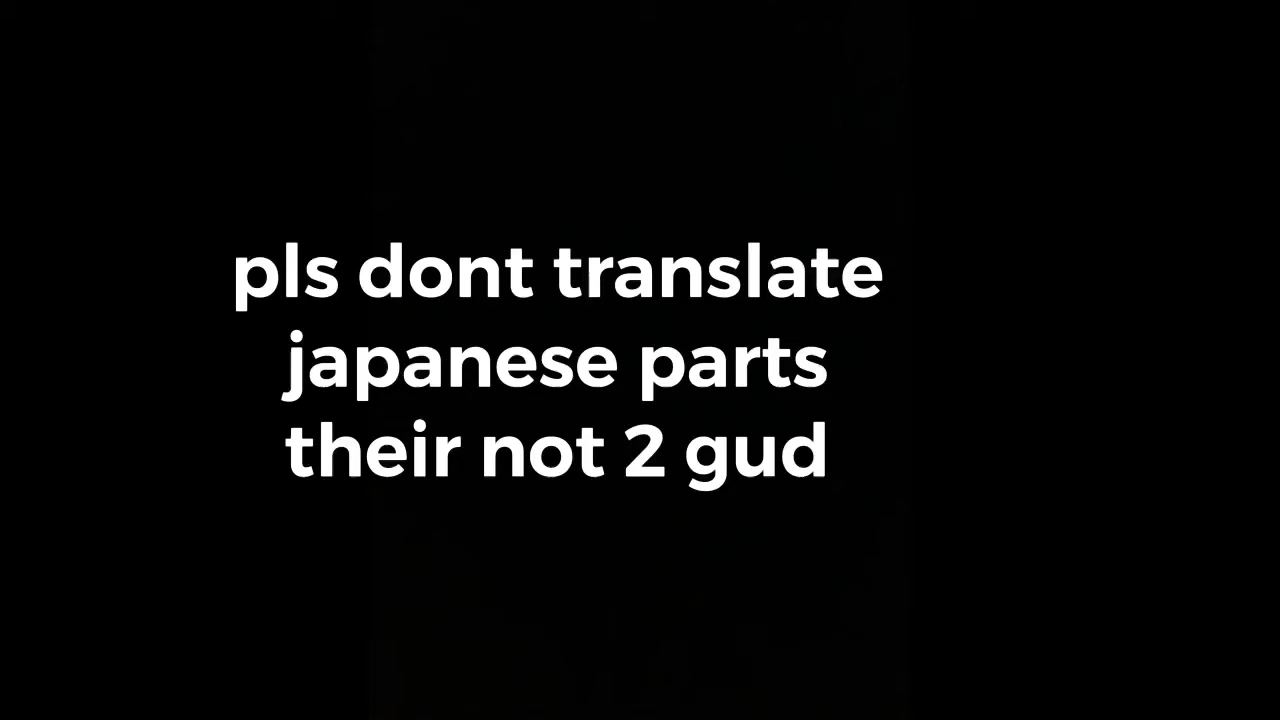 pls dont translate
japanese parts
their not 2 gud